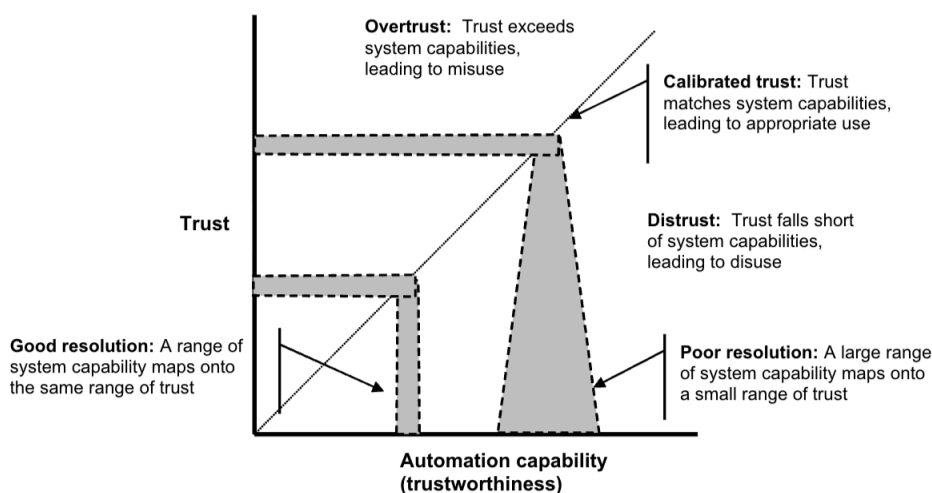 Overtrust: Trust exceeds
system capabilities,
leading to misuse
Calibrated trust: Trust
matches system capabilities,
leading to appropriate use
Trust
Distrust: Trust falls short
of system capabilities,
leading to disuse
Good resolution: A range of
system capability maps onto
the same range of trust
Poor resolution: A large range
of system capability maps onto
a small range of trust
Automation capability
(trustworthiness)